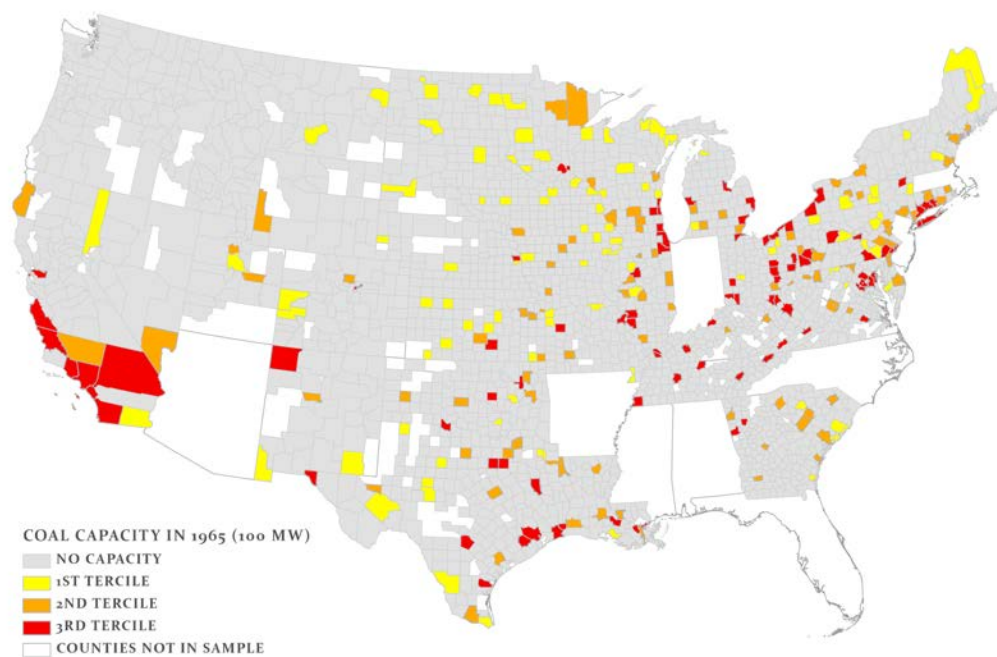 COAL CAPACITY IN 1965 (100 MW)
NO CAPACITY
1ST TERCILE
2ND TERCILE
3RD TERCILE
COUNTIES NOT IN SAMPLE